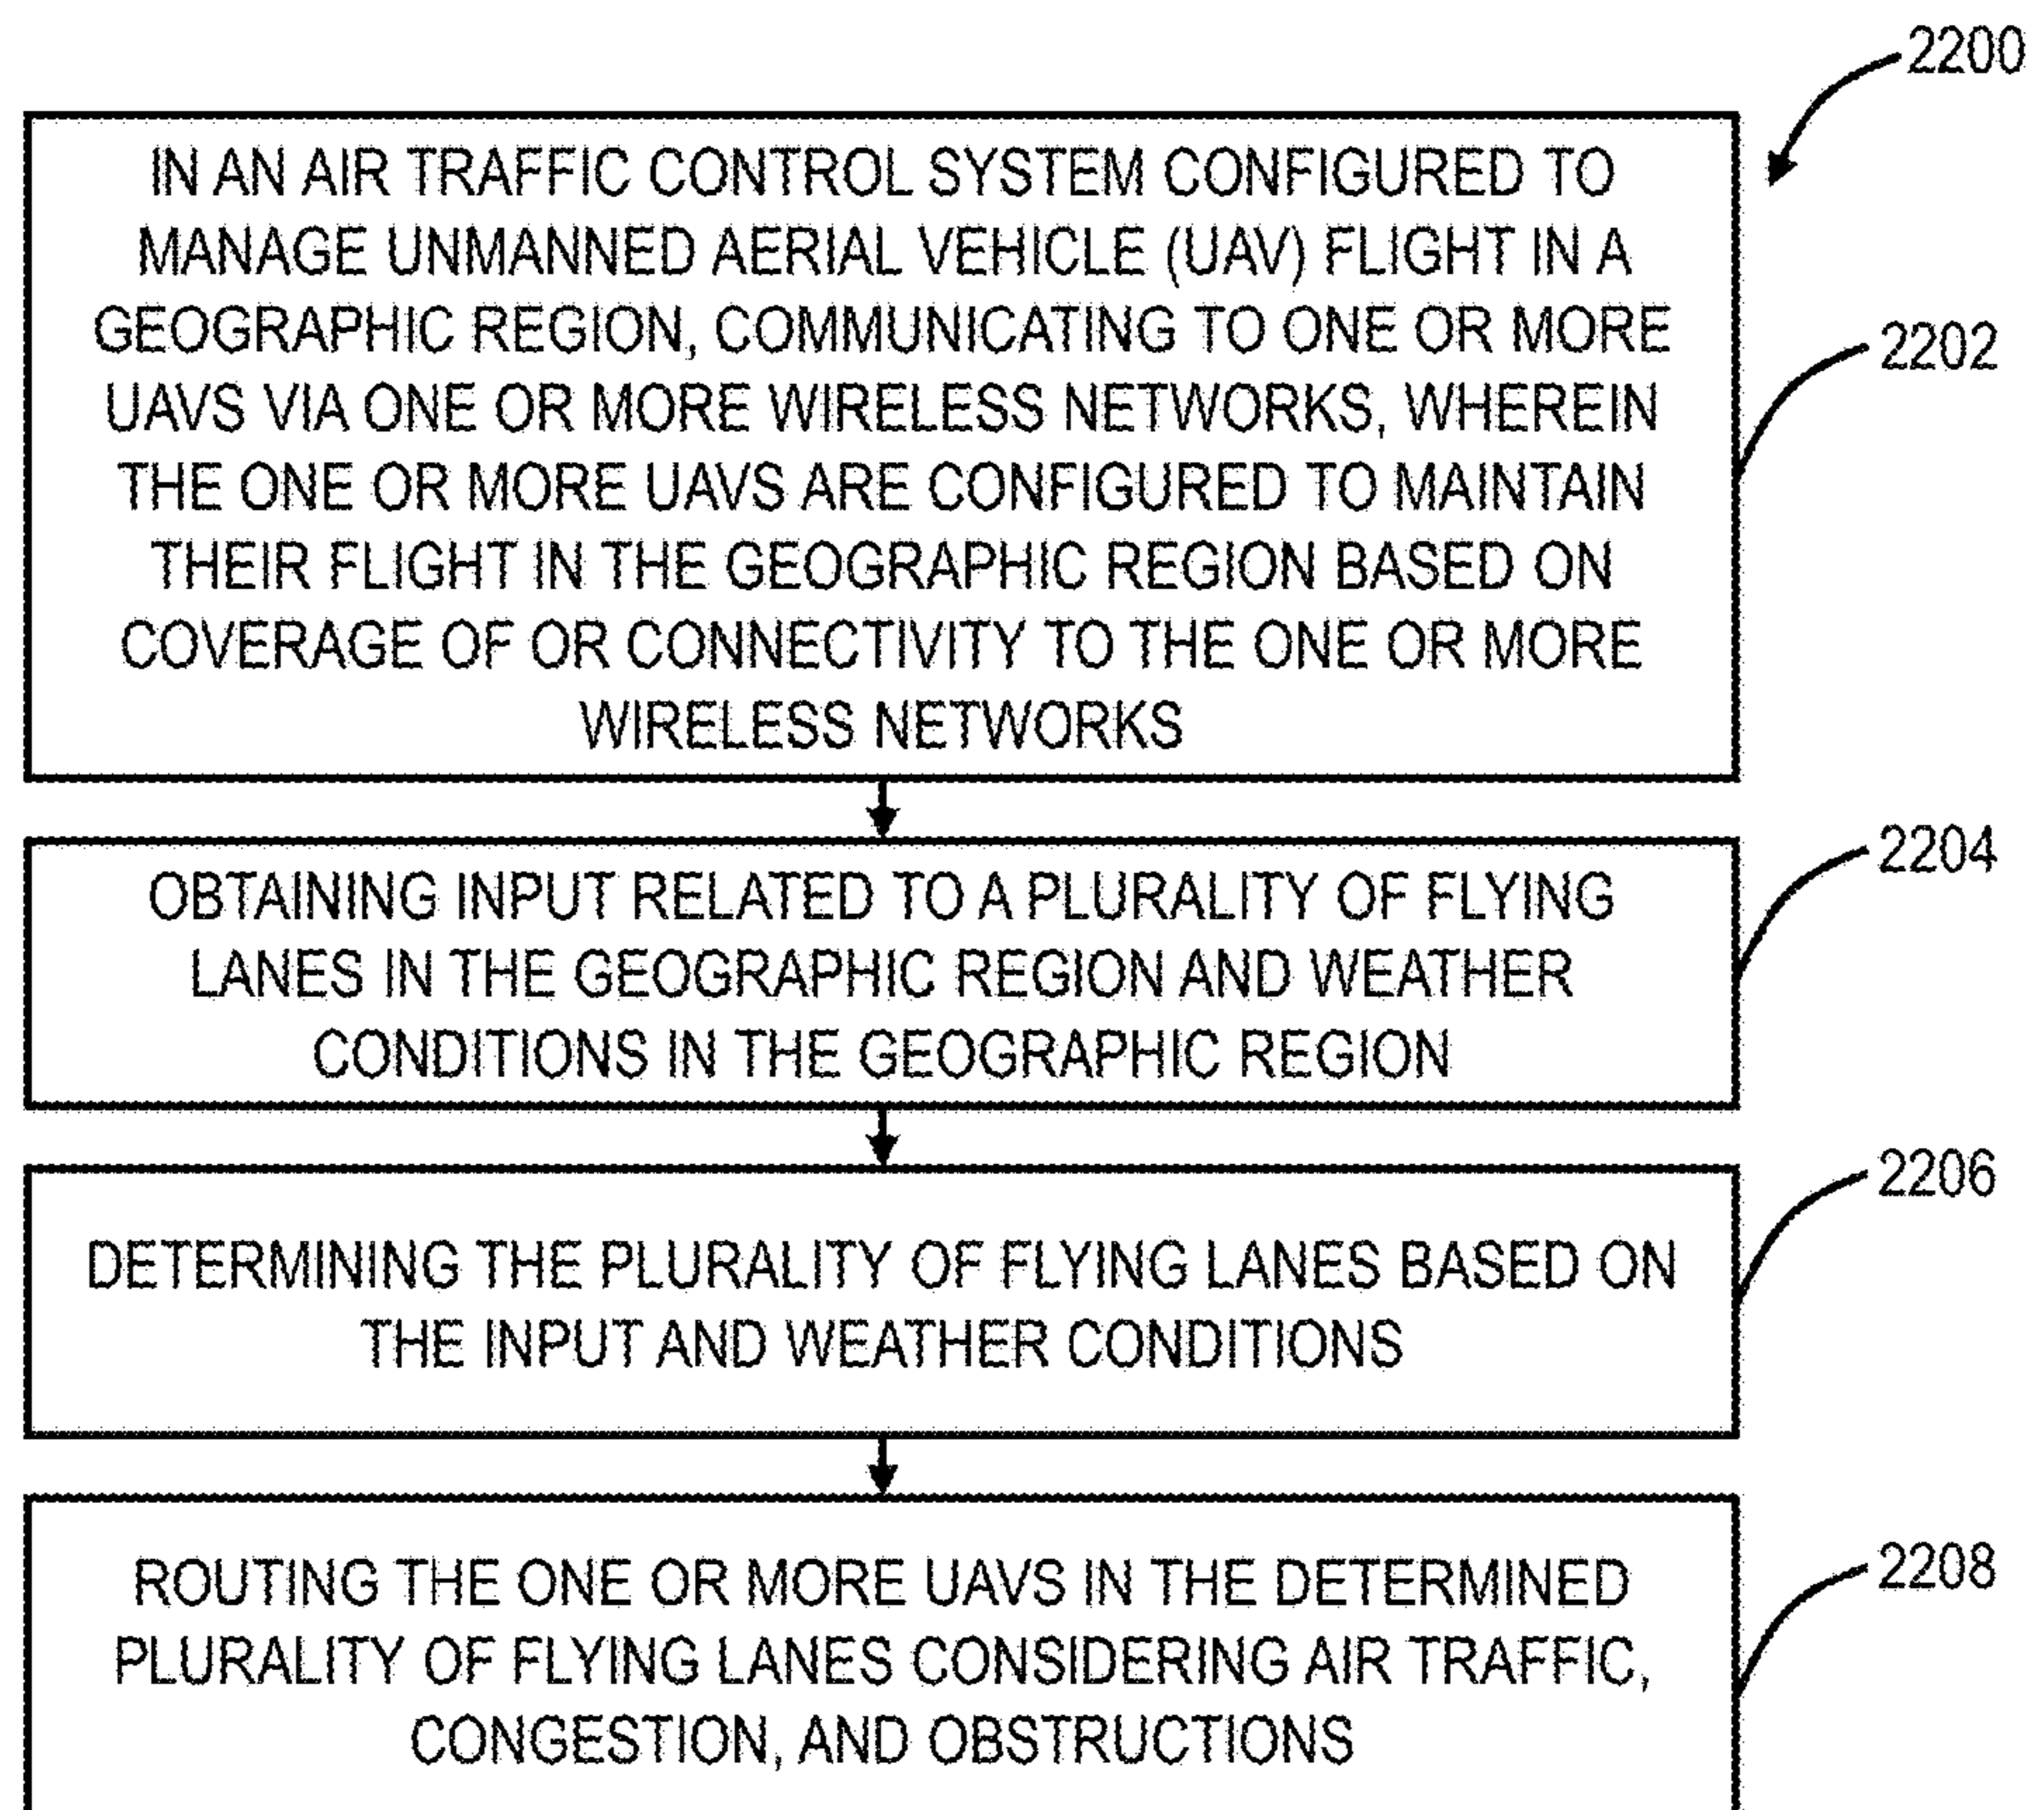 2200
IN AN AIR TRAFFIC CONTROL SYSTEM CONFIGURED TO
MANAGE UNMANNED AERIAL VEHICLE (UAV) FLIGHT IN A
GEOGRAPHIC REGION, COMMUNICATING TO ONE OR MORE
UAVS VIA ONE OR MORE WIRELESS NETWORKS, WHEREIN
THE ONE OR MORE UAVS ARE CONFIGURED TO MAINTAIN
THEIR FLIGHT IN THE GEOGRAPHIC REGION BASED ON
COVERAGE OF OR CONNECTIVITY TO THE ONE OR MORE
WIRELESS NETWORKS
2202
OBTAINING INPUT RELATED TO A PLURALITY OF FLYING
LANES IN THE GEOGRAPHIC REGION AND WEATHER
CONDITIONS IN THE GEOGRAPHIC REGION
2204
DETERMINING THE PLURALITY OF FLYING LANES BASED ON
THE INPUT AND WEATHER CONDITIONS
2206
ROUTING THE ONE OR MORE UAVS IN THE DETERMINED
PLURALITY OF FLYING LANES CONSIDERING AIR TRAFFIC,
CONGESTION, AND OBSTRUCTIONS
2208